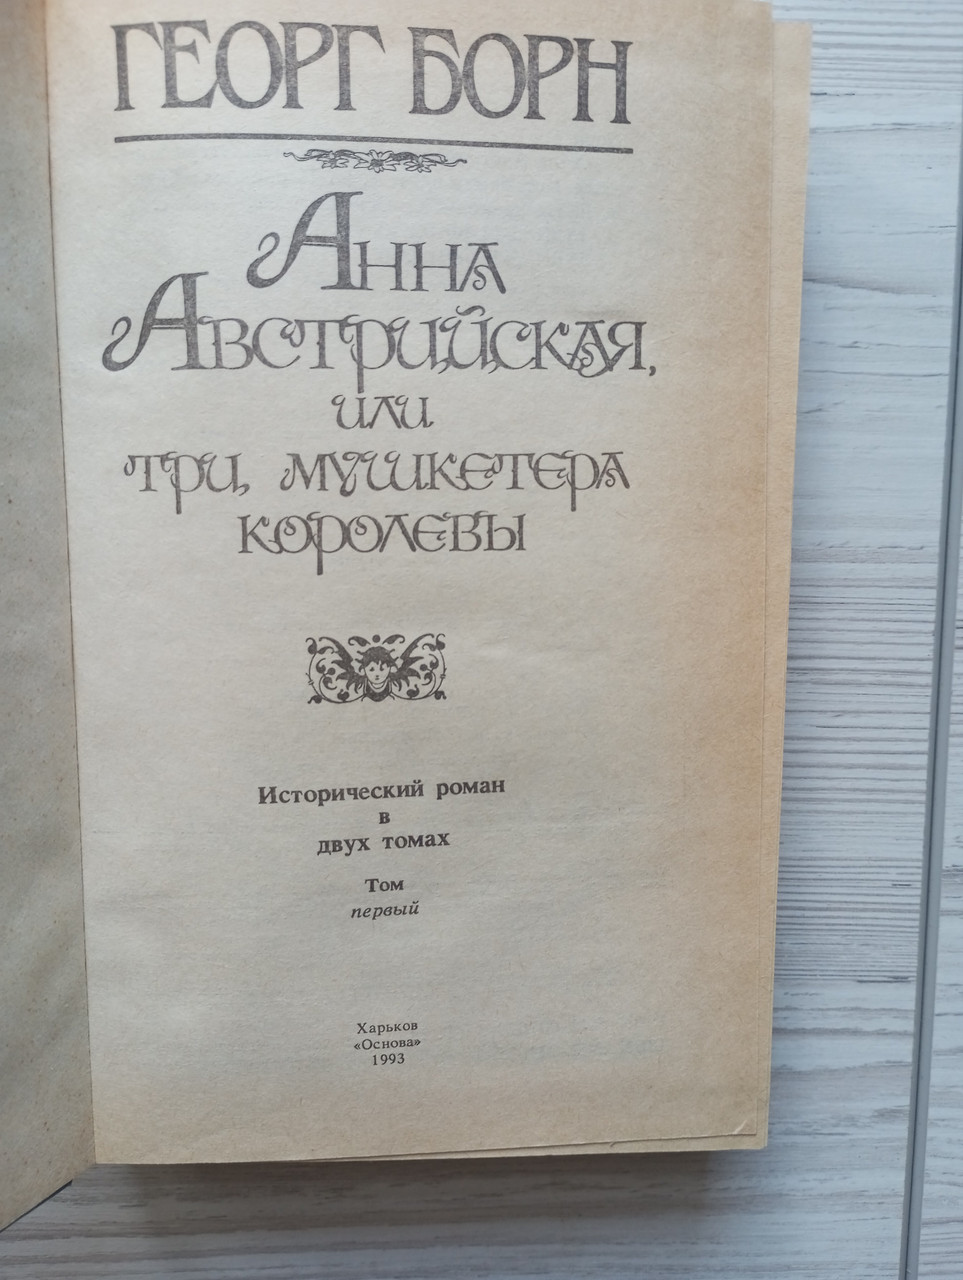 ГЕОРГ БОРН
Анна
Австрийская,
или
три мушкетера
королевы
Исторический роман
в
двух томах
Том
первый
Харьков
«Основа»
1993